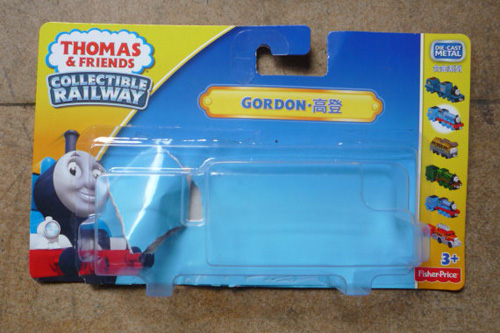 THOMAS
& FRIENDS
COLLECTIBLE
RAILWAY
DIE-CAST
METAL
GORDON·高登
3+
Fisher-Price